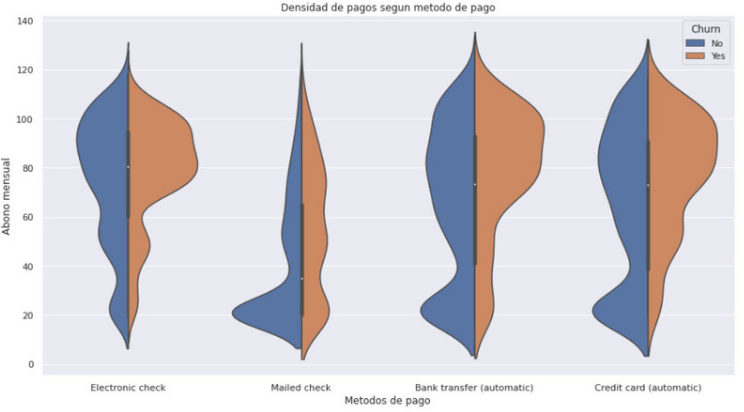 Densidad de pagos segun metodo de pago
140
120
100
80
60
40
20
0
Abono mensual
Churn
No
Yes
Electronic check
Mailed check
Bank transfer (automatic)
Credit card (automatic)
Metodos de pago